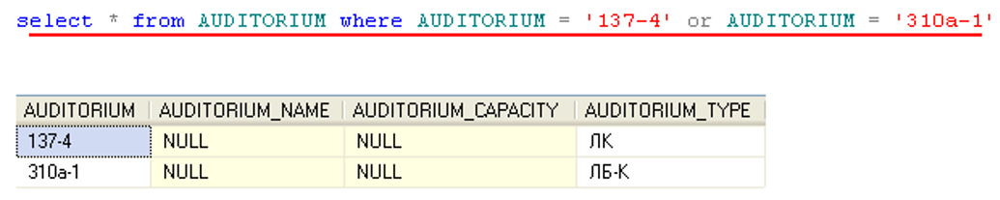 select * from AUDITORIUM where AUDITORIUM = '137-4' or AUDITORIUM = '310a-1'
AUDITORIUM AUDITORIUM_NAME AUDITORIUM_CAPACITY AUDITORIUM_TYPE
137-4 NULL NULL ЛК
310a-1 NULL NULL ЛБ-К